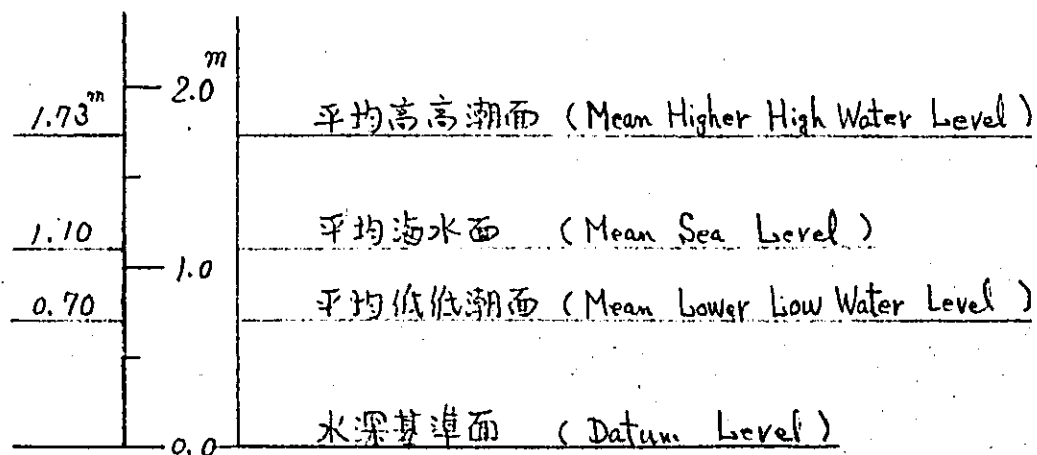 m
2.0
1.73 m 平均高高潮面 (Mean Higher High Water Level)
1.10 平均海水面 (Mean Sea Level)
1.0
0.70 平均低低潮面 (Mean Lower Low Water Level)
0.0 水深基準面 (Datum Level)